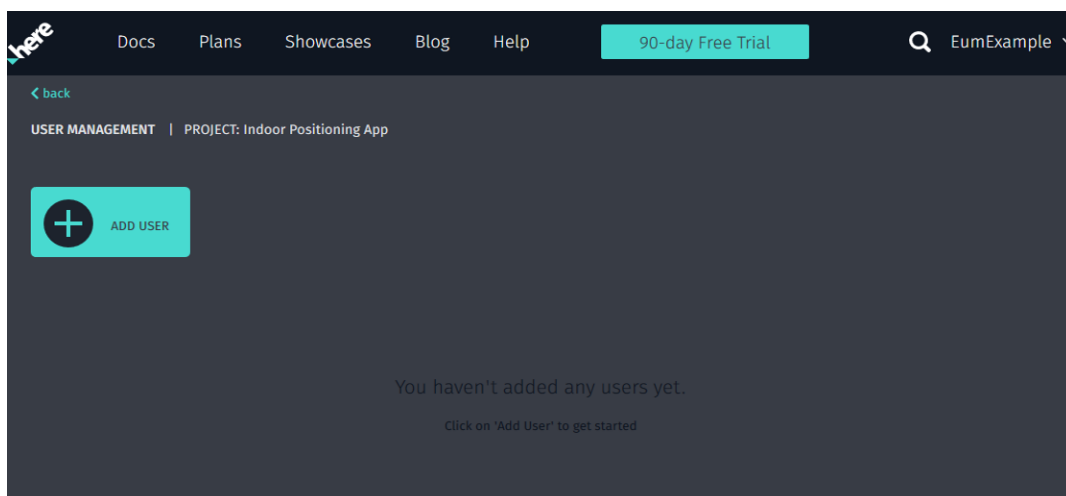 here
Docs Plans Showcases Blog Help 90-day Free Trial EumExample
back
USER MANAGEMENT | PROJECT: Indoor Positioning App
ADD USER
You haven't added any users yet.
Click on 'Add User' to get started